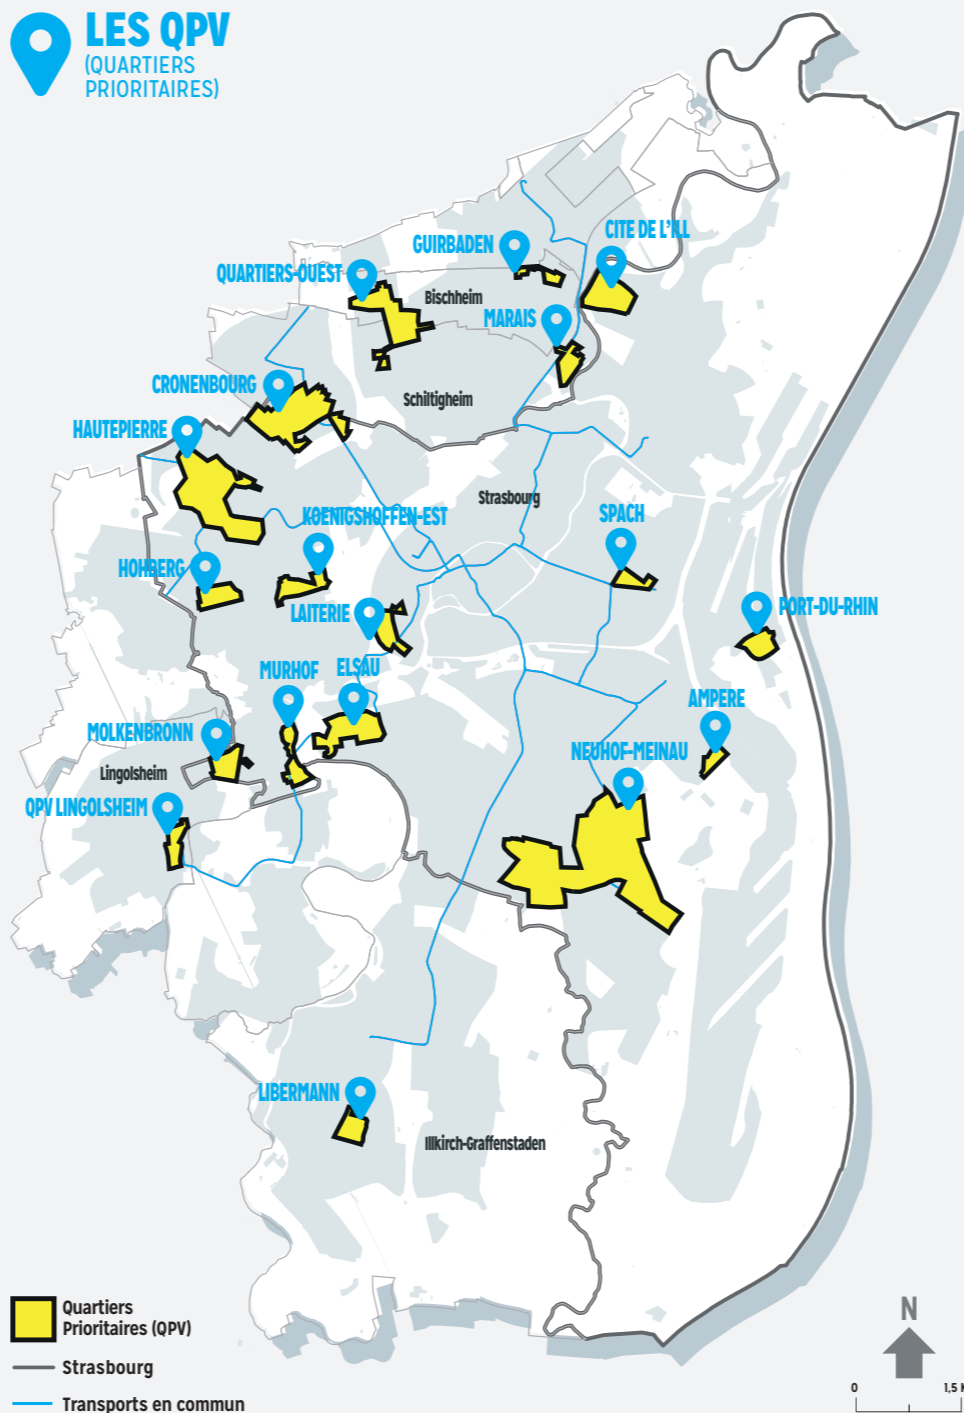 LES QPV
(QUARTIERS
PRIORITAIRES)
CITE DE L'ILL
GUIRBADEN
QUARTIERS-OUEST
Bischheim
MARAIS
CRONENBOURG
Schiltigheim
HAUTEPIERRE
Strasbourg
KOENIGSHOFFEN-EST
SPACH
HOHBERG
LAITERIE
PORT-DU-RHIN
MURHOF
ELSAU
AMPERE
MOLKENBRONN
NEUHOF-MEINAU
Lingolsheim
QPV LINGOLSHEIM
LIBERMANN
Illkirch-Graffenstaden
Quartiers
Prioritaires (QPV)
Strasbourg
Transports en commun
N
0 1,5